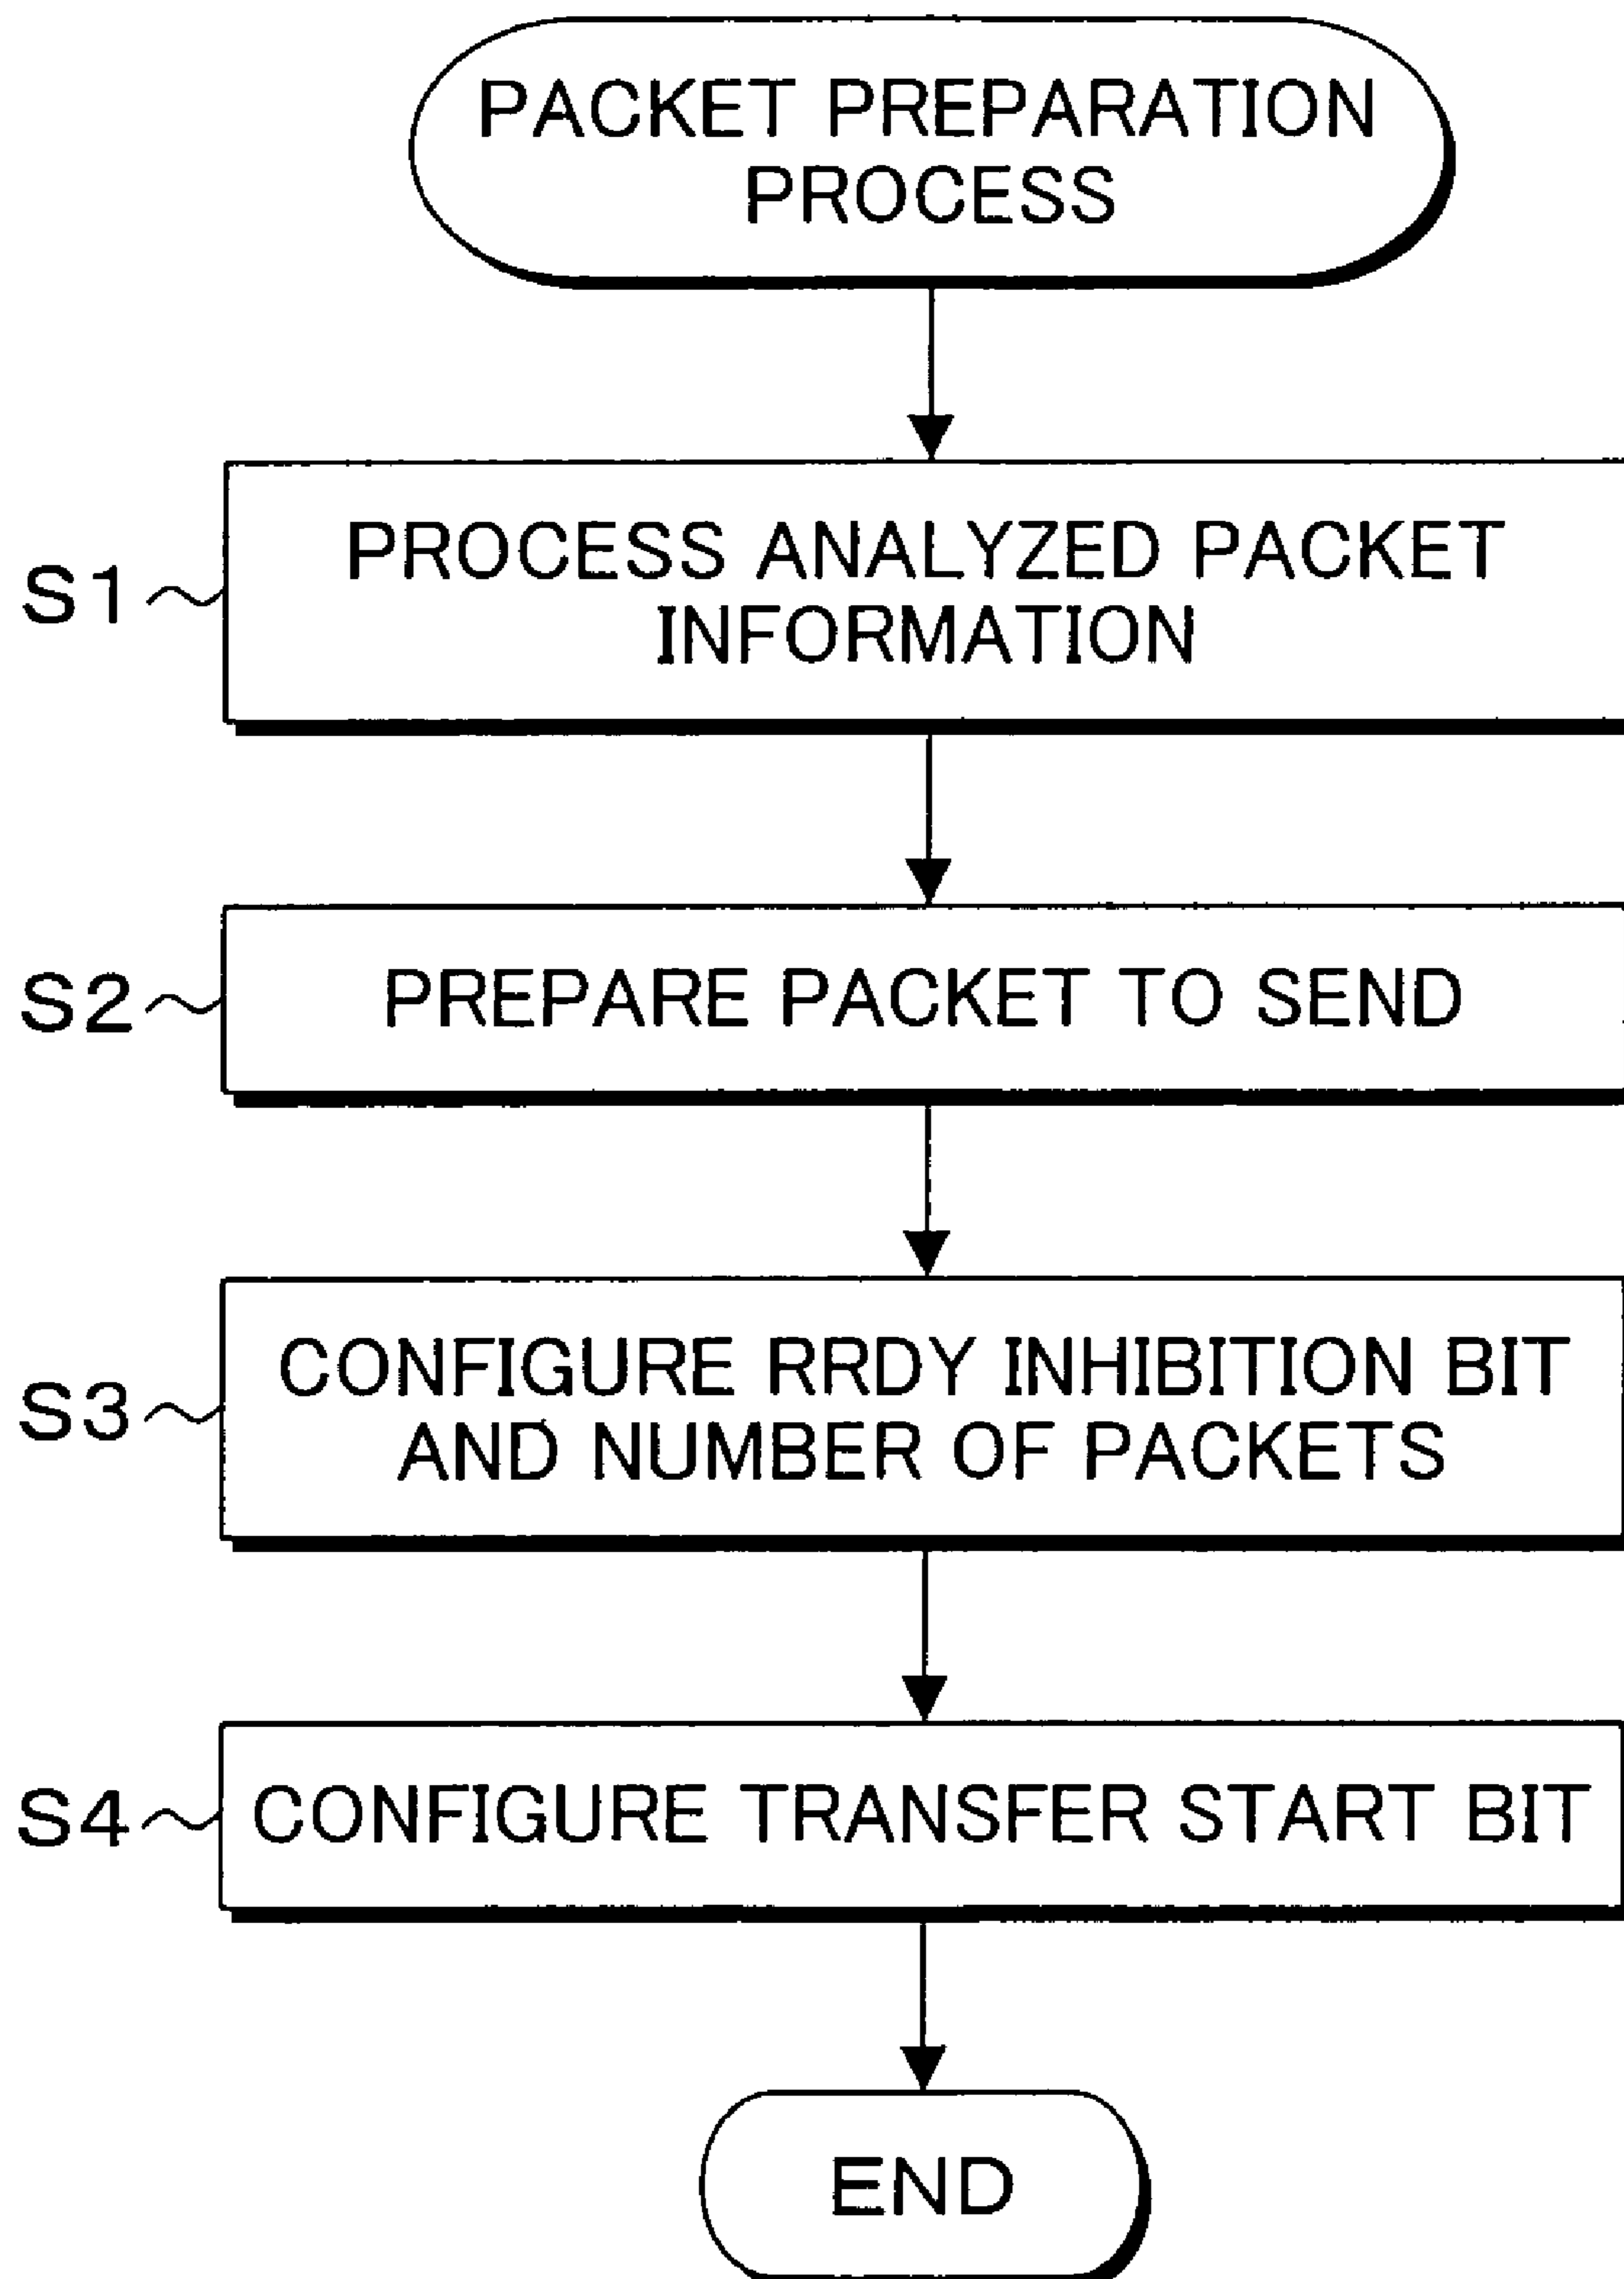 PACKET PREPARATION
PROCESS
S1
PROCESS ANALYZED PACKET
INFORMATION
S2
PREPARE PACKET TO SEND
S3
CONFIGURE RRDY INHIBITION BIT
AND NUMBER OF PACKETS
S4
CONFIGURE TRANSFER START BIT
END